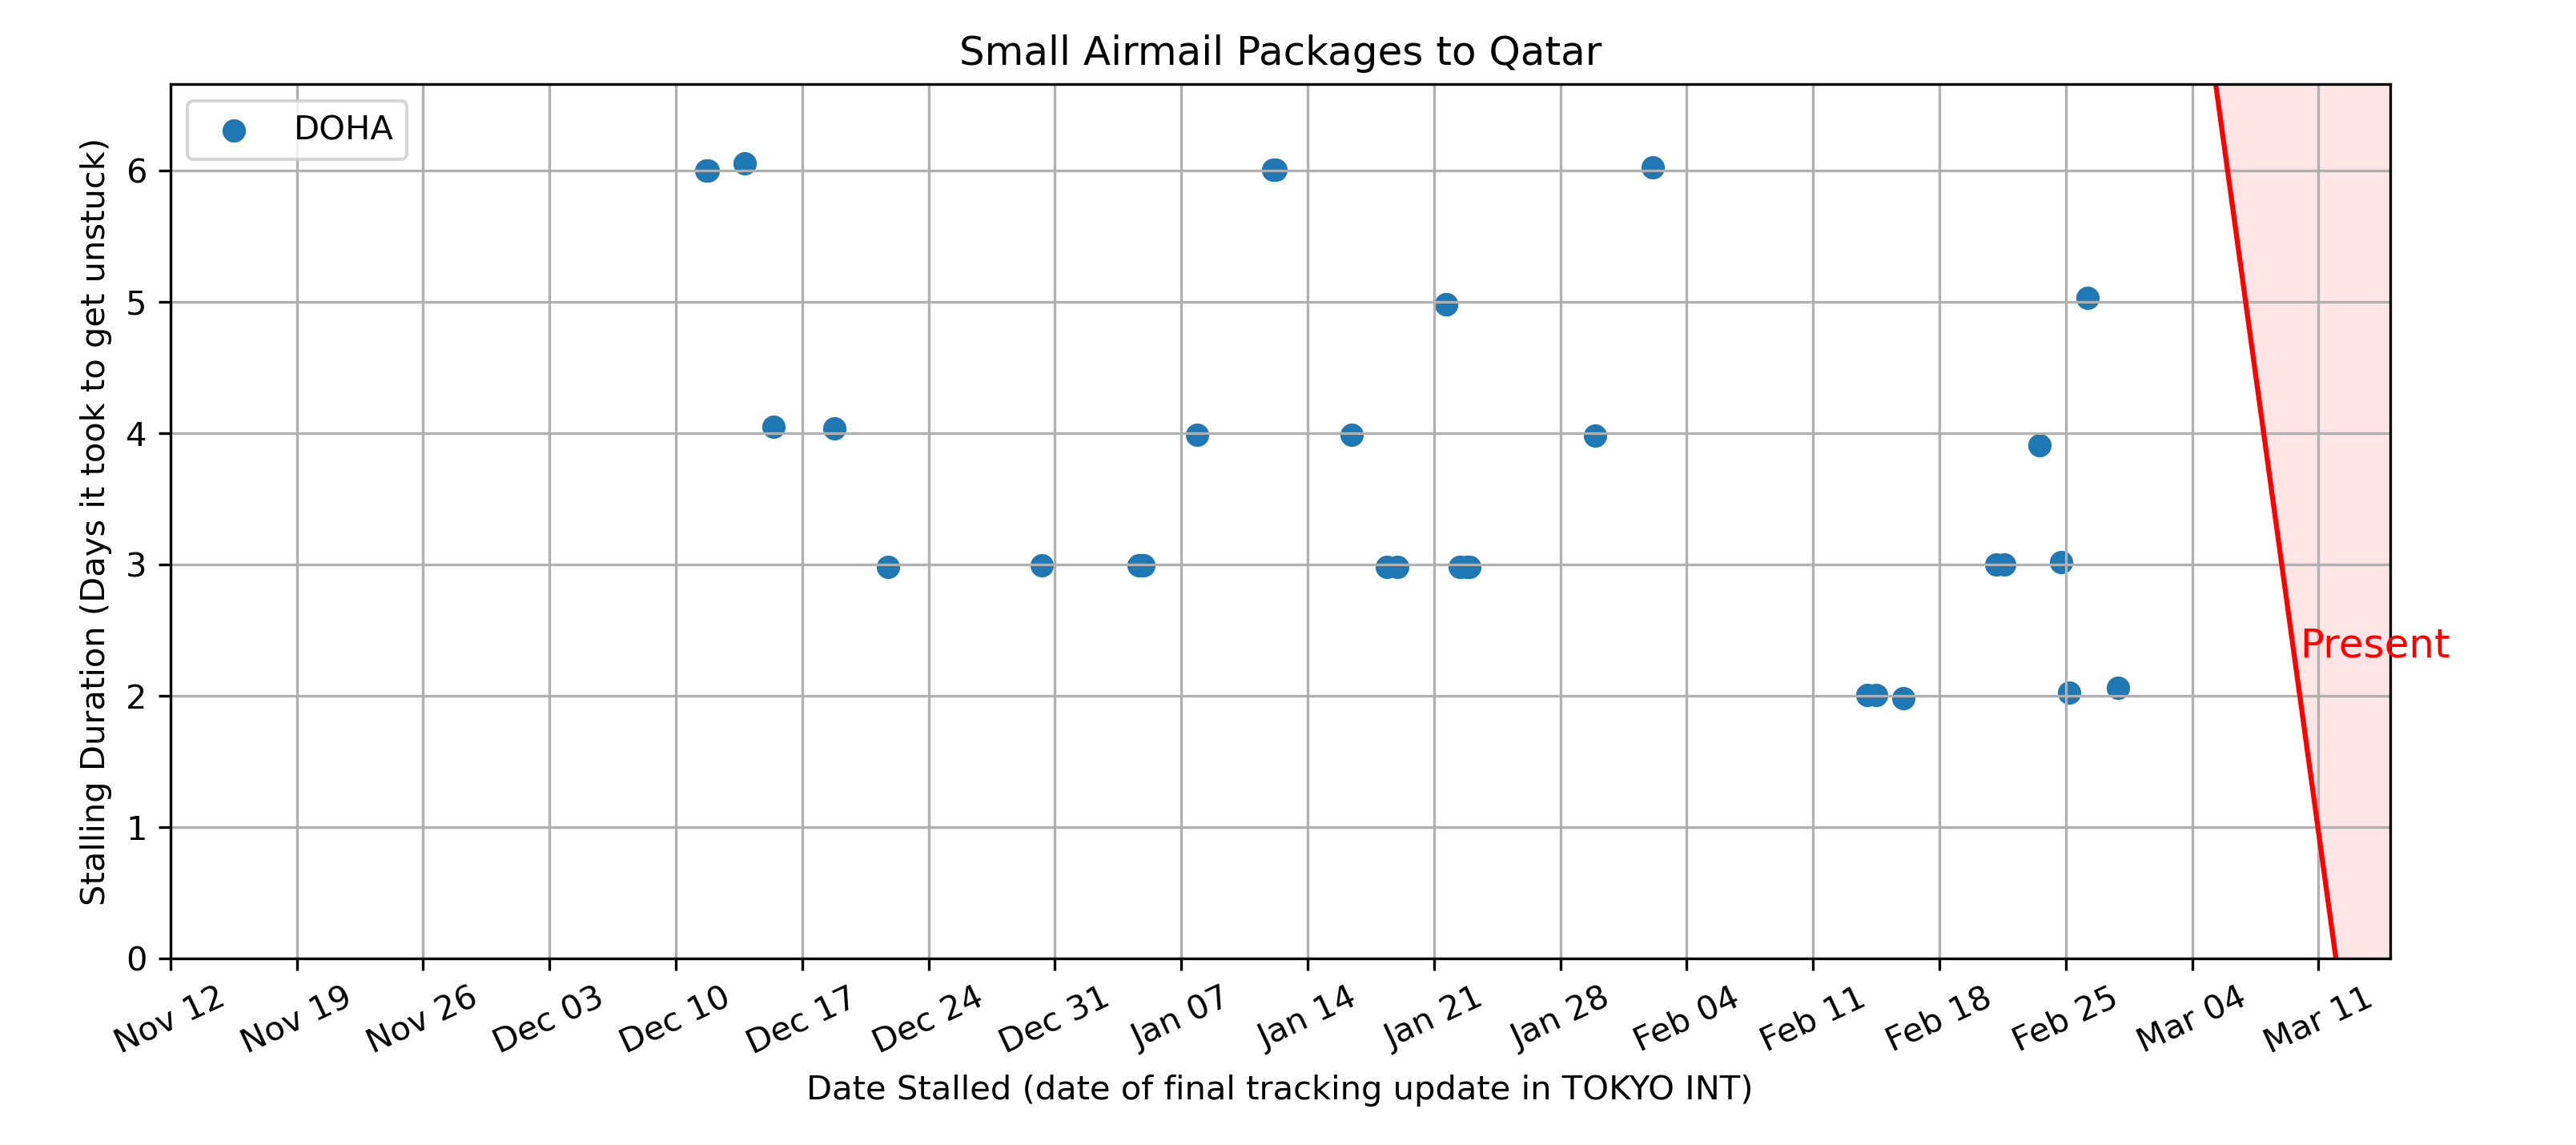 Small Airmail Packages to Qatar
DOHA
Stalling Duration (Days it took to get unstuck)
6
5
4
3
2
1
0
Present
Nov 12
Nov 19
Nov 26
Dec 03
Dec 10
Dec 17
Dec 24
Dec 31
Jan 07
Jan 14
Jan 21
Jan 28
Feb 04
Feb 11
Feb 18
Feb 25
Mar 04
Mar 11
Date Stalled (date of final tracking update in TOKYO INT)